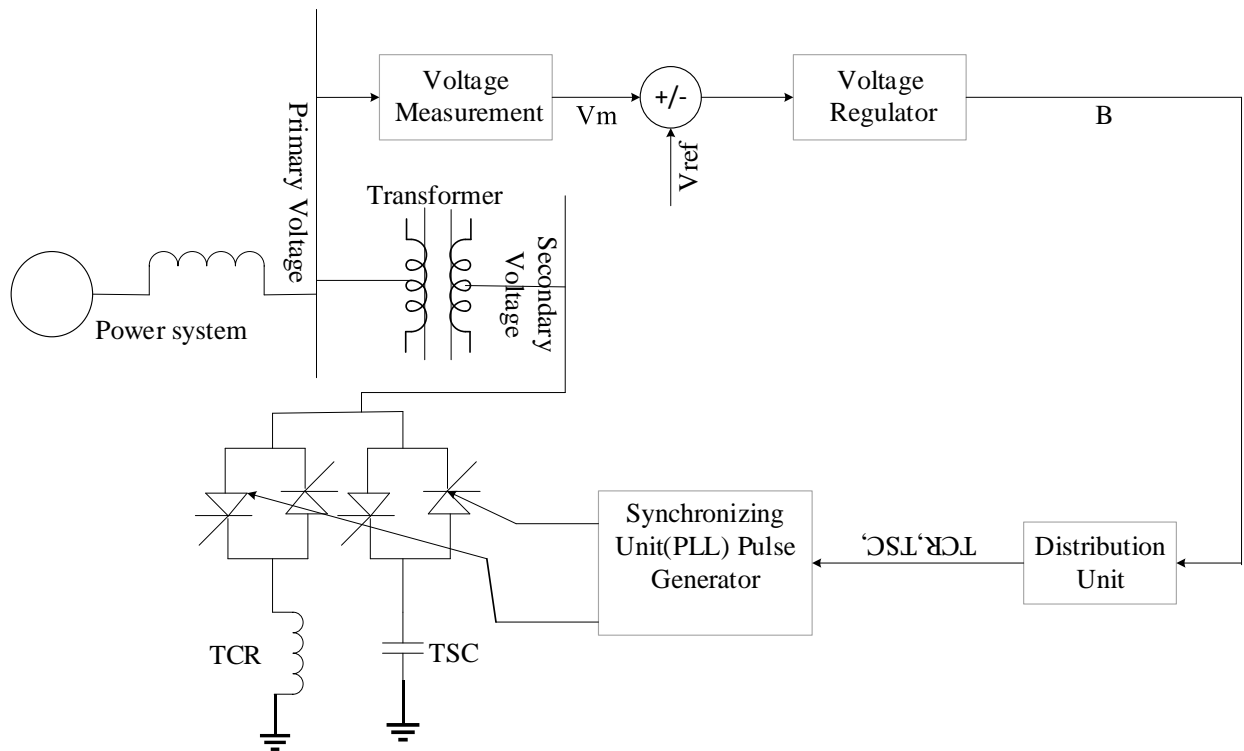 Voltage
Measurement
Vm
+/-
Vref
Voltage
Regulator
B
Primary Voltage
Transformer
Secondary
Voltage
Power system
Synchronizing
Unit(PLL) Pulse
Generator
TCR,TSC,
Distribution
Unit
TCR
TSC